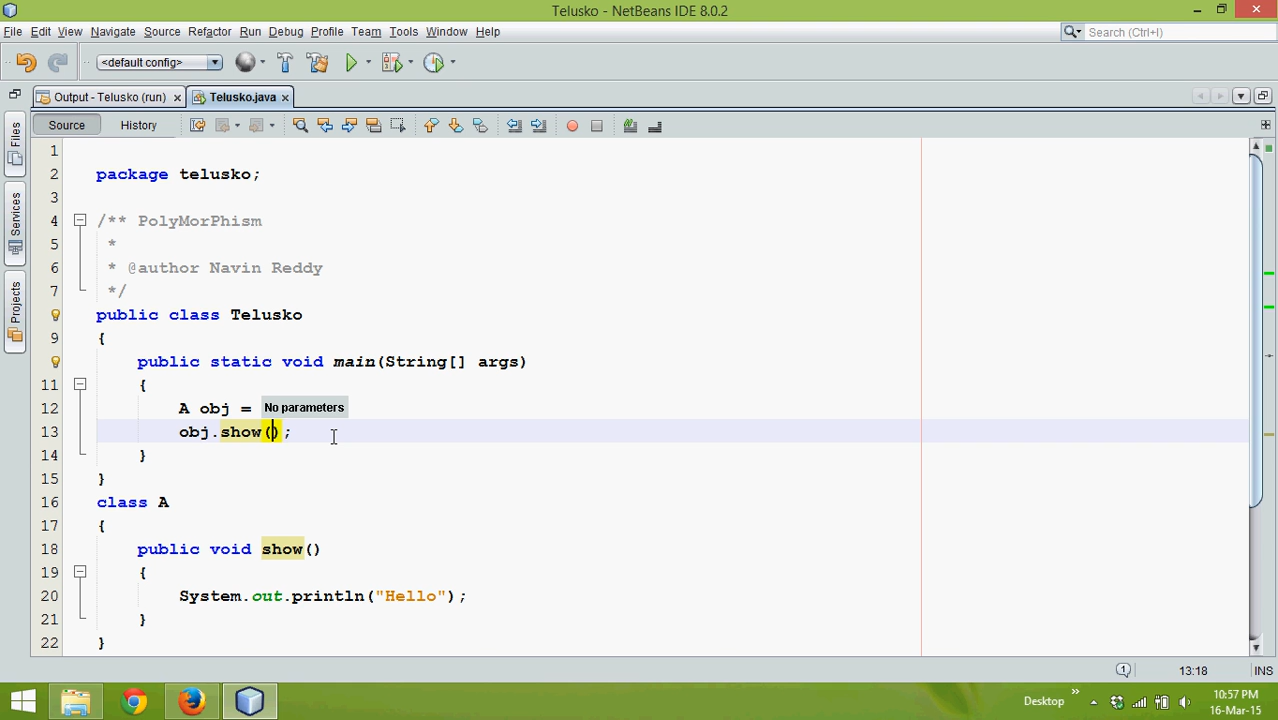 Telusko - NetBeans IDE 8.0.2
File Edit View Navigate Source Refactor Run Debug Profile Team Tools Window Help
Search (Ctrl+I)
<default config>
Output - Telusko (run) Telusko.java
Source History
Files
Services
Projects
1
2 package telusko;
3
4 /** PolyMorPhism
5 *
6 * @author Navin Reddy
7 */
public class Telusko
9 {
public static void main(String[] args)
11 {
12 A obj = No parameters
13 obj.show();
14 }
15 }
16 class A
17 {
18 public void show()
19 {
20 System.out.println("Hello");
21 }
22 }
1 13:18 INS
Desktop
10:57 PM
16-Mar-15